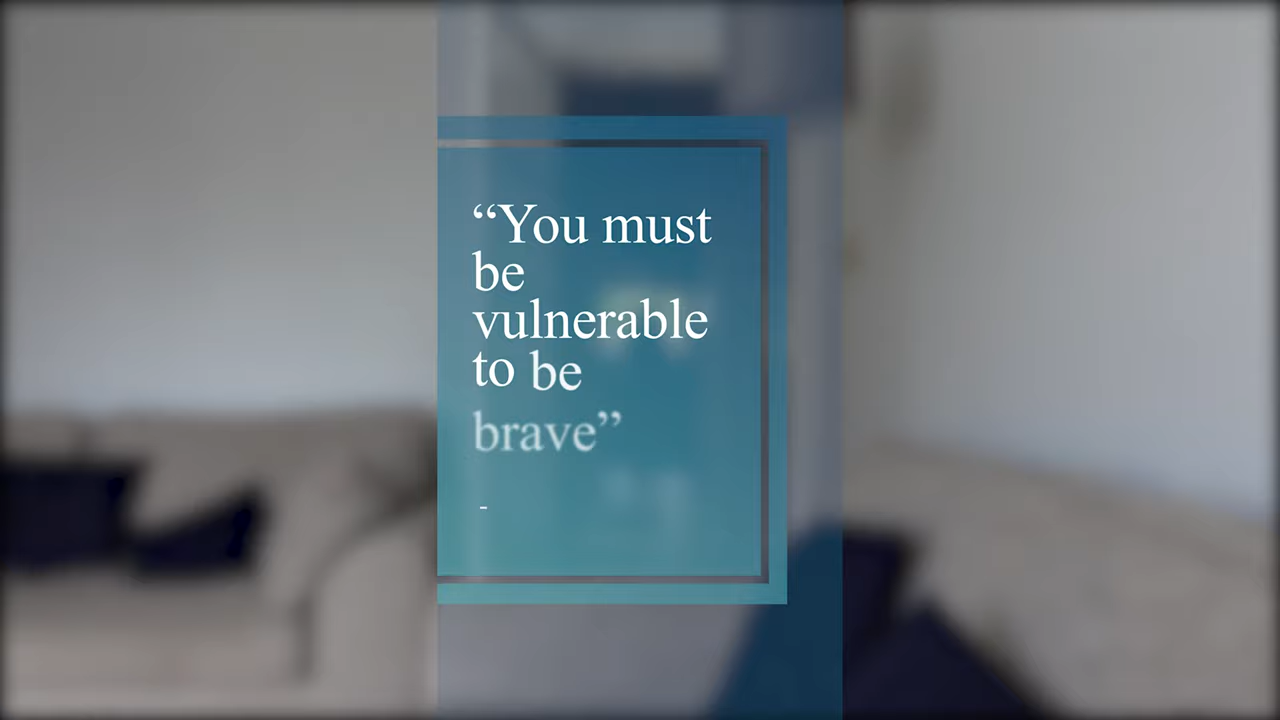 “You must
be
vulnerable
to be
brave”
-